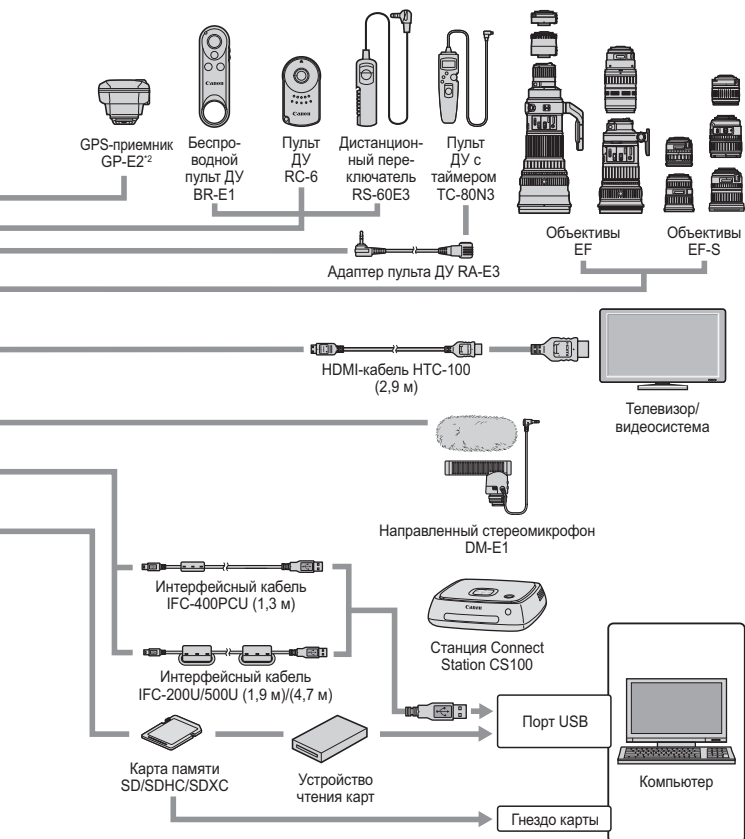 Canon
Canon
GPS-приемник
GP-E2*2
Беспро-
водной
пульт ДУ
BR-E1
Пульт
ДУ
RC-6
Дистанцион-
ный пере-
ключатель
RS-60E3
Пульт
ДУ с
таймером
TC-80N3
Объективы
EF
Объективы
EF-S
Адаптер пульта ДУ RA-E3
HDMI-кабель HTC-100
(2,9 м)
Телевизор/
видеосистема
Направленный стереомикрофон
DM-E1
Интерфейсный кабель
IFC-400PCU (1,3 м)
Canon
Станция Connect
Station CS100
Интерфейсный кабель
IFC-200U/500U (1,9 м)/(4,7 м)
Порт USB
Карта памяти
SD/SDHC/SDXC
Устройство
чтения карт
Компьютер
Гнездо карты